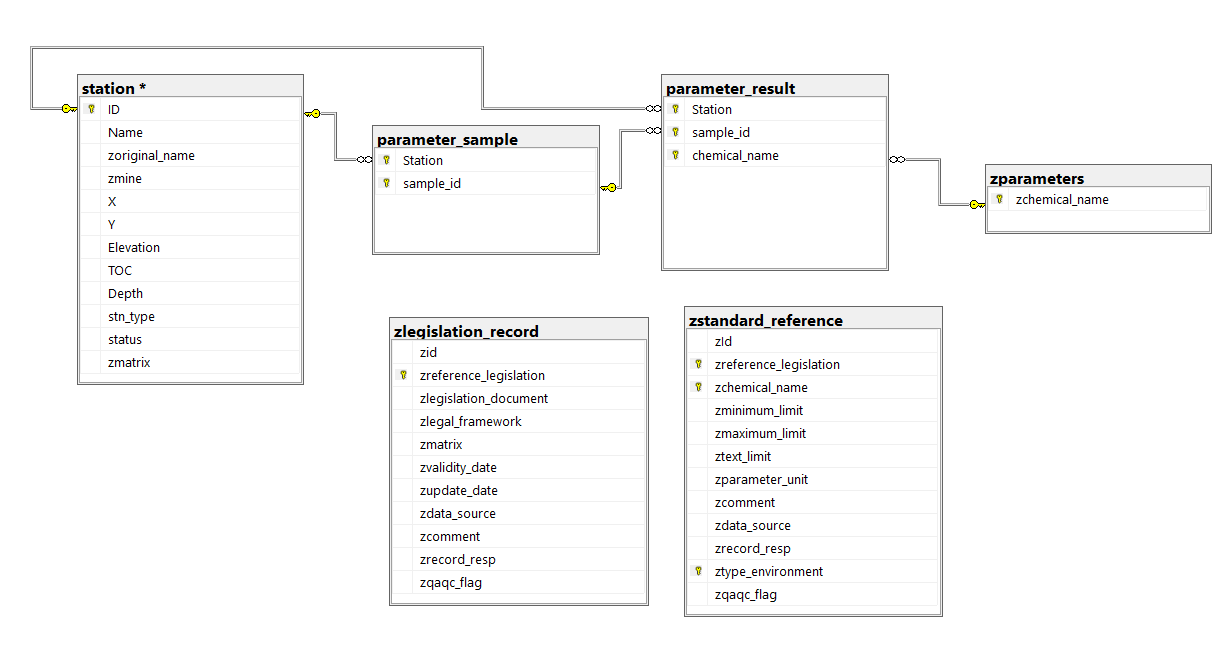 station *
ID
Name
zoriginal_name
zmine
X
Y
Elevation
TOC
Depth
stn_type
status
zmatrix
parameter_sample
Station
sample_id
parameter_result
Station
sample_id
chemical_name
zparameters
zchemical_name
zlegislation_record
zid
zreference_legislation
zlegislation_document
zlegal_framework
zmatrix
zvalidity_date
zupdate_date
zdata_source
zcomment
zrecord_resp
zqaqc_flag
zstandard_reference
zId
zreference_legislation
zchemical_name
zminimum_limit
zmaximum_limit
ztext_limit
zparameter_unit
zcomment
zdata_source
zrecord_resp
ztype_environment
zqaqc_flag